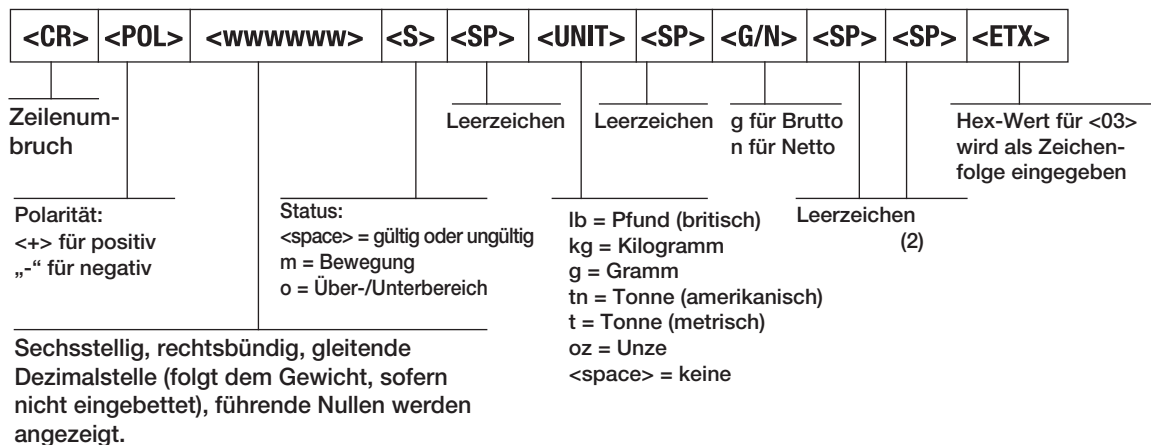 <CR> <POL> <wwwwww> <S> <SP> <UNIT> <SP> <G/N> <SP> <SP> <ETX>
Zeilenum-
bruch
Leerzeichen
Leerzeichen
g für Brutto
n für Netto
Hex-Wert für <03>
wird als Zeichen-
folge eingegeben
Polarität:
<+> für positiv
„-“ für negativ
Status:
<space> = gültig oder ungültig
m = Bewegung
o = Über-/Unterbereich
lb = Pfund (britisch)
kg = Kilogramm
g = Gramm
tn = Tonne (amerikanisch)
t = Tonne (metrisch)
oz = Unze
<space> = keine
Leerzeichen
(2)
Sechsstellig, rechtsbündig, gleitende
Dezimalstelle (folgt dem Gewicht, sofern
nicht eingebettet), führende Nullen werden
angezeigt.